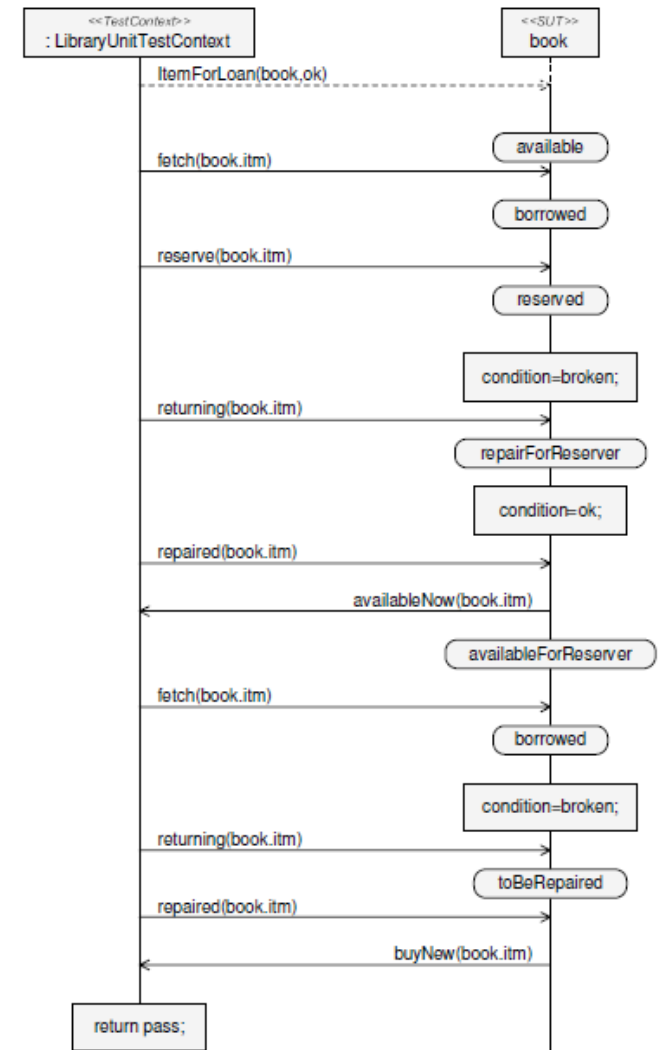 <<TestContext>>
: LibraryUnitTestContext
<<SUT>>
book
ItemForLoan(book,ok)
available
fetch(book.itm)
borrowed
reserve(book.itm)
reserved
condition=broken;
returning(book.itm)
repairForReserver
condition=ok;
repaired(book.itm)
availableNow(book.itm)
availableForReserver
fetch(book.itm)
borrowed
condition=broken;
returning(book.itm)
toBeRepaired
repaired(book.itm)
buyNew(book.itm)
return pass;